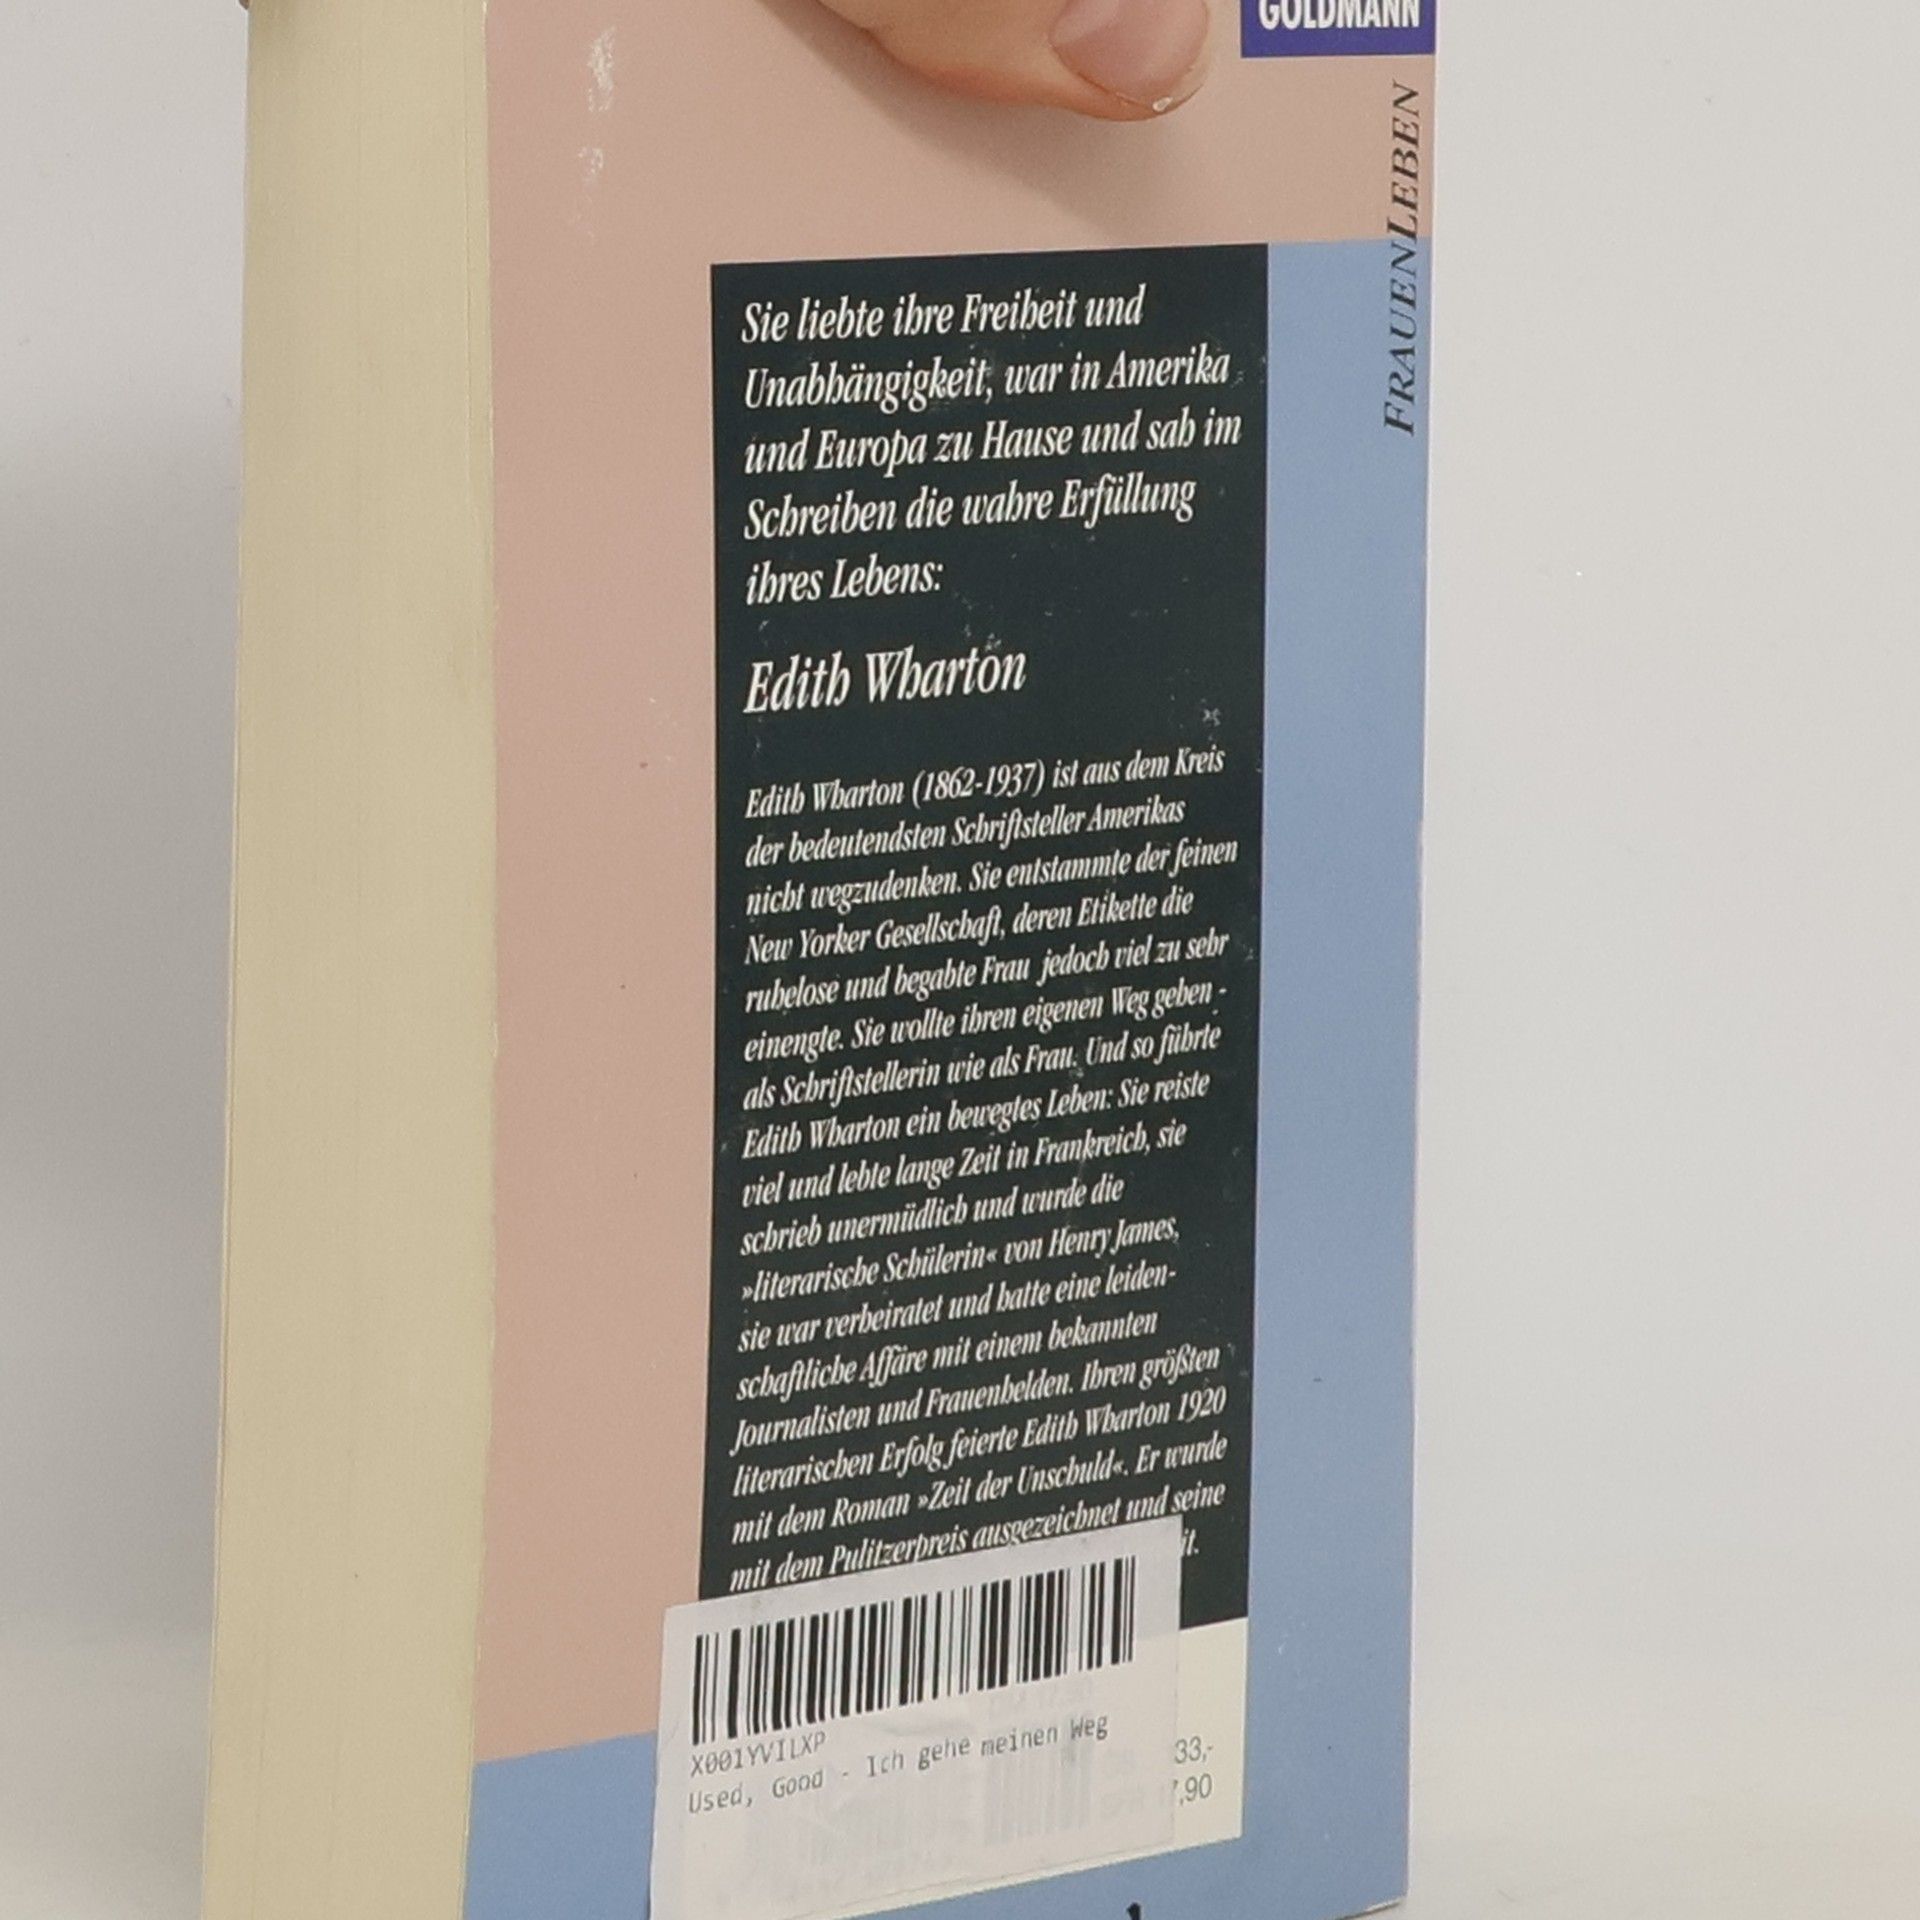 GOLDMANN
FRAUENLEBEN
Sie liebte ihre Freiheit und
Unabhängigkeit, war in Amerika
und Europa zu Hause und sah im
Schreiben die wahre Erfüllung
ihres Lebens:
Edith Wharton
Edith Wharton (1862-1937) ist aus dem Kreis
der bedeutendsten Schriftsteller Amerikas
nicht wegzudenken. Sie entstammte der feinen
New Yorker Gesellschaft, deren Etikette die
ruhelose und begabte Frau jedoch viel zu sehr
einengte. Sie wollte ihren eigenen Weg gehen -
als Schriftstellerin wie als Frau. Und so führte
Edith Wharton ein bewegtes Leben: Sie reiste
viel und lebte lange Zeit in Frankreich, sie
schrieb unermüdlich und wurde die
»literarische Schülerin« von Henry James,
sie war verheiratet und hatte eine leiden-
schaftliche Affäre mit einem bekannten
Journalisten und Frauenhelden. Ihren größten
literarischen Erfolg feierte Edith Wharton 1920
mit dem Roman »Zeit der Unschuld«. Er wurde
mit dem Pulitzerpreis ausgezeichnet und seine
it.
X001YVILXP
Used, Good - Ich gehe meinen Weg
33,-
,90